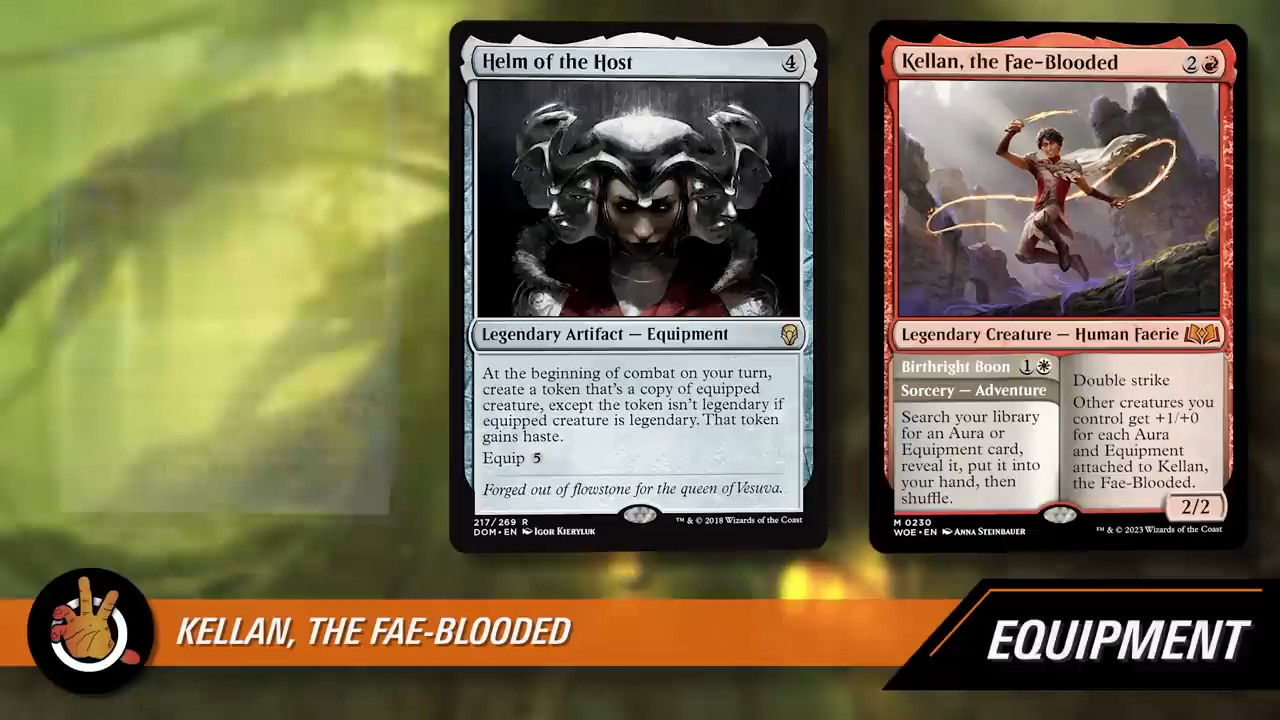 Helm of the Host 4
Legendary Artifact — Equipment
At the beginning of combat on your turn,
create a token that's a copy of equipped
creature, except the token isn't legendary if
equipped creature is legendary. That token
gains haste.
Equip 5
Forged out of flowstone for the queen of Vesuva.
217/269 R
DOM • EN Igor Kieryluk
™ & © 2018 Wizards of the Coast
Kellan, the Fae-Blooded 2
Legendary Creature — Human Faerie
Birthright Boon 1
Sorcery — Adventure
Search your library
for an Aura or
Equipment card,
reveal it, put it into
your hand, then
shuffle.
Double strike
Other creatures you
control get +1/+0
for each Aura
and Equipment
attached to Kellan,
the Fae-Blooded.
2/2
M 0230
WOE • EN Anna Steinbauer
™ & © 2023 Wizards of the Coast
KELLAN, THE FAE-BLOODED
EQUIPMENT